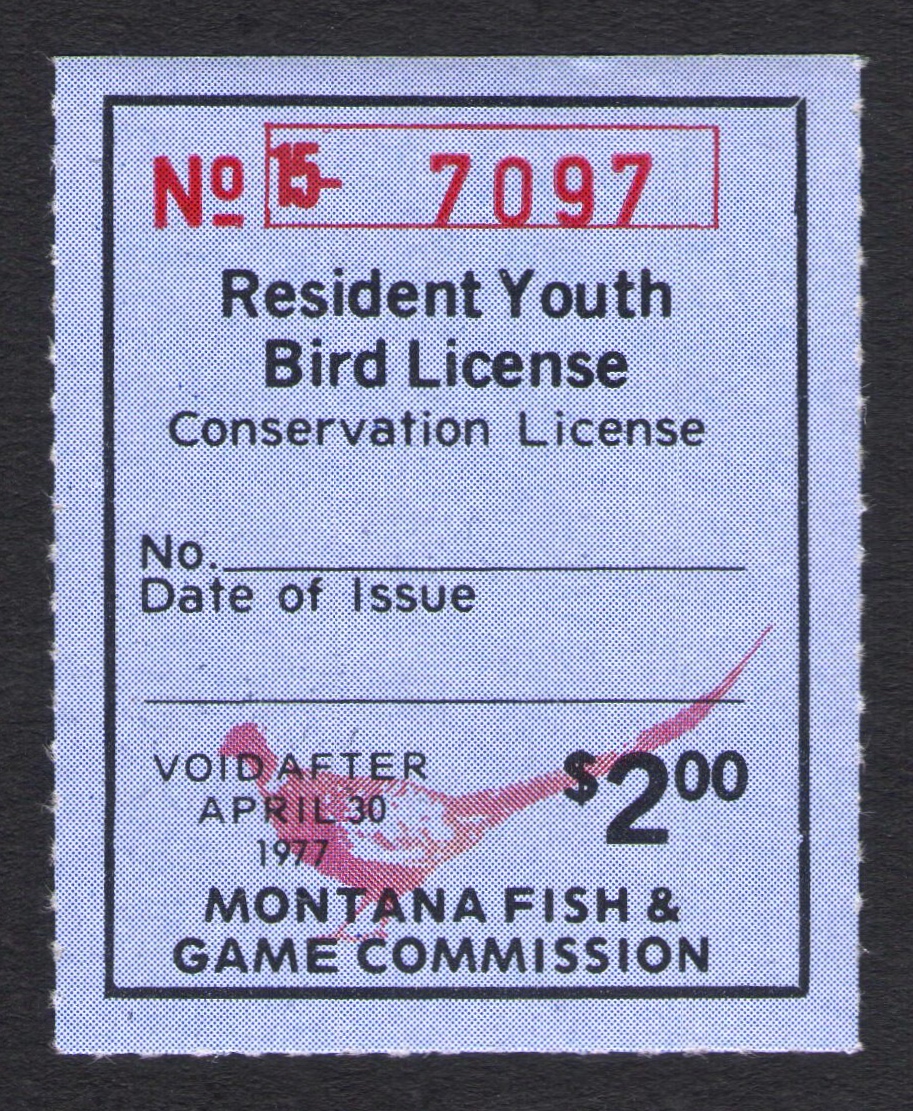 Nº 15- 7097
Resident Youth
Bird License
Conservation License
No.
Date of Issue
VOID AFTER
APRIL 30
1977
$2.00
MONTANA FISH &
GAME COMMISSION